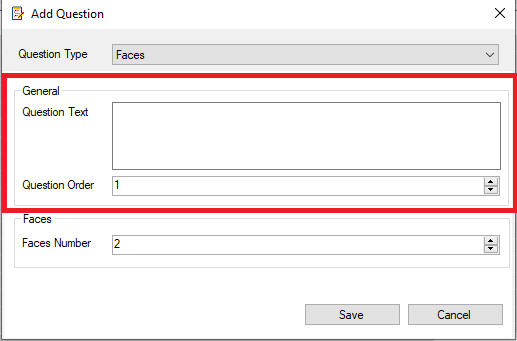 Add Question
Question Type Faces
General
Question Text
Question Order 1
Faces
Faces Number 2
Save Cancel